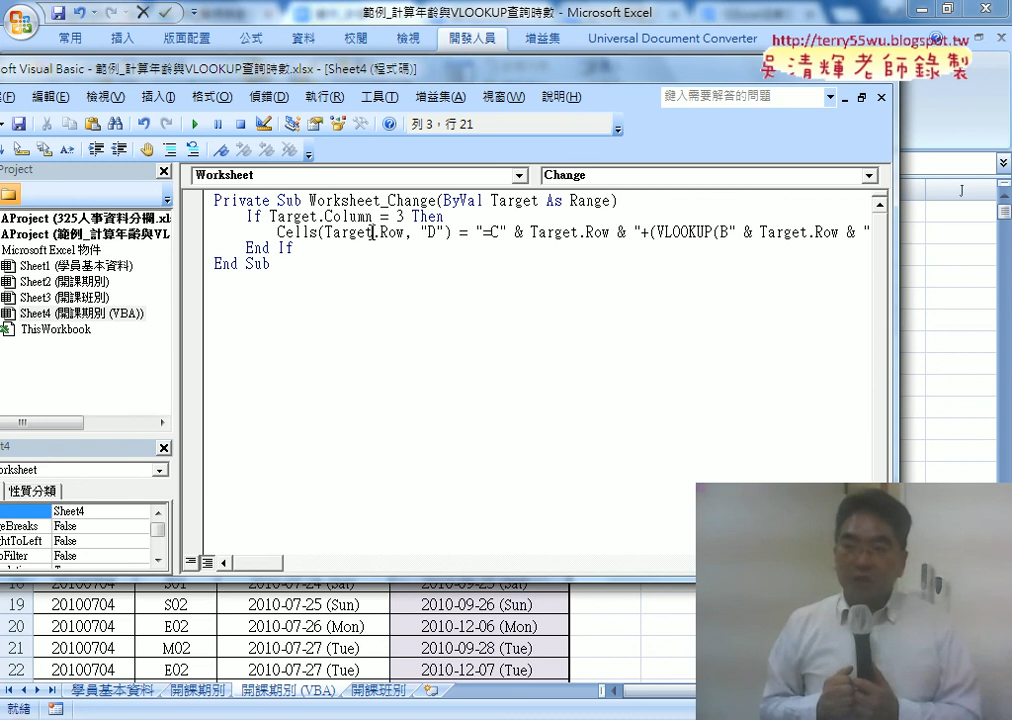 範例_計算年齡與VLOOKUP查詢時數 - Microsoft Excel
常用 插入 版面配置 公式 資料 校閱 檢視 開發人員 增益集 Universal Document Converter
http://terry55wu.blogspot.tw
吳清輝老師錄製
oft Visual Basic - 範例_計算年齡與VLOOKUP查詢時數.xlsx - [Sheet4 (程式碼)]
(F) 編輯(E) 檢視(V) 插入(I) 格式(O) 偵錯(D) 執行(R) 工具(T) 增益集(A) 視窗(W) 說明(H) 鍵入需要解答的問題
列 3，行 21
Project
Worksheet Change
J
AProject (325人事資料分欄.xl
AProject (範例_計算年齡與VL
Microsoft Excel 物件
Sheet1 (學員基本資料)
Sheet2 (開課期別)
Sheet3 (開課班別)
Sheet4 (開課期別 (VBA))
ThisWorkbook
Private Sub Worksheet_Change(ByVal Target As Range)
If Target.Column = 3 Then
Cells(Target.Row, "D") = "=C" & Target.Row & "+(VLOOKUP(B" & Target.Row & "
End If
End Sub
t4
orksheet
性質分類
Sheet4
eBreaks False
ghtToLeft False
oFilter False
19 20100704 S02 2010-07-25 (Sun) 2010-09-26 (Sun)
20 20100704 E02 2010-07-26 (Mon) 2010-12-06 (Mon)
21 20100704 M02 2010-07-27 (Tue) 2010-09-28 (Tue)
22 20100704 E02 2010-07-27 (Tue) 2010-12-07 (Tue)
學員基本資料 開課期別 開課期別 (VBA) 開課班別
就緒